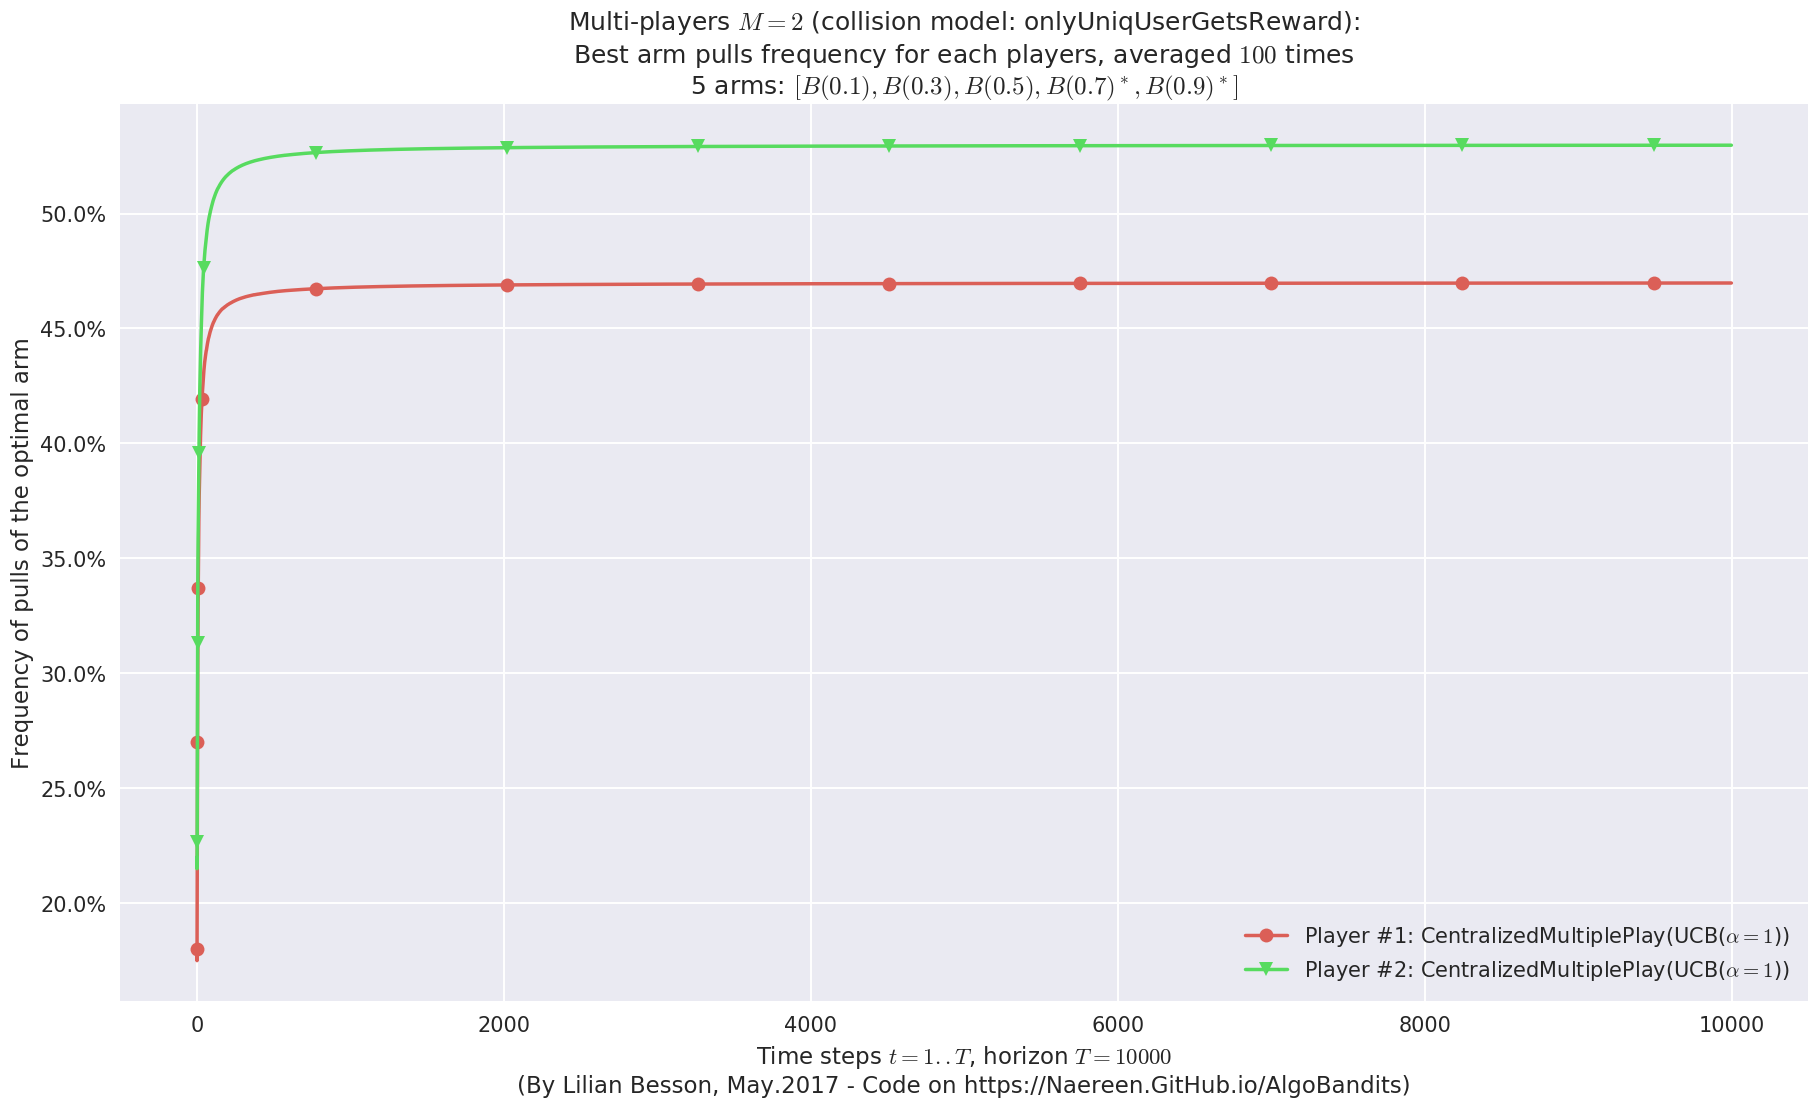 Multi-players M = 2 (collision model: onlyUniqUserGetsReward):
Best arm pulls frequency for each players, averaged 100 times
5 arms: [B(0.1), B(0.3), B(0.5), B(0.7)*, B(0.9)*]
Frequency of pulls of the optimal arm
50.0%
45.0%
40.0%
35.0%
30.0%
25.0%
20.0%
Player #1: CentralizedMultiplePlay(UCB(α = 1))
Player #2: CentralizedMultiplePlay(UCB(α = 1))
0 2000 4000 6000 8000 10000
Time steps t = 1..T, horizon T = 10000
(By Lilian Besson, May.2017 - Code on https://Naereen.GitHub.io/AlgoBandits)